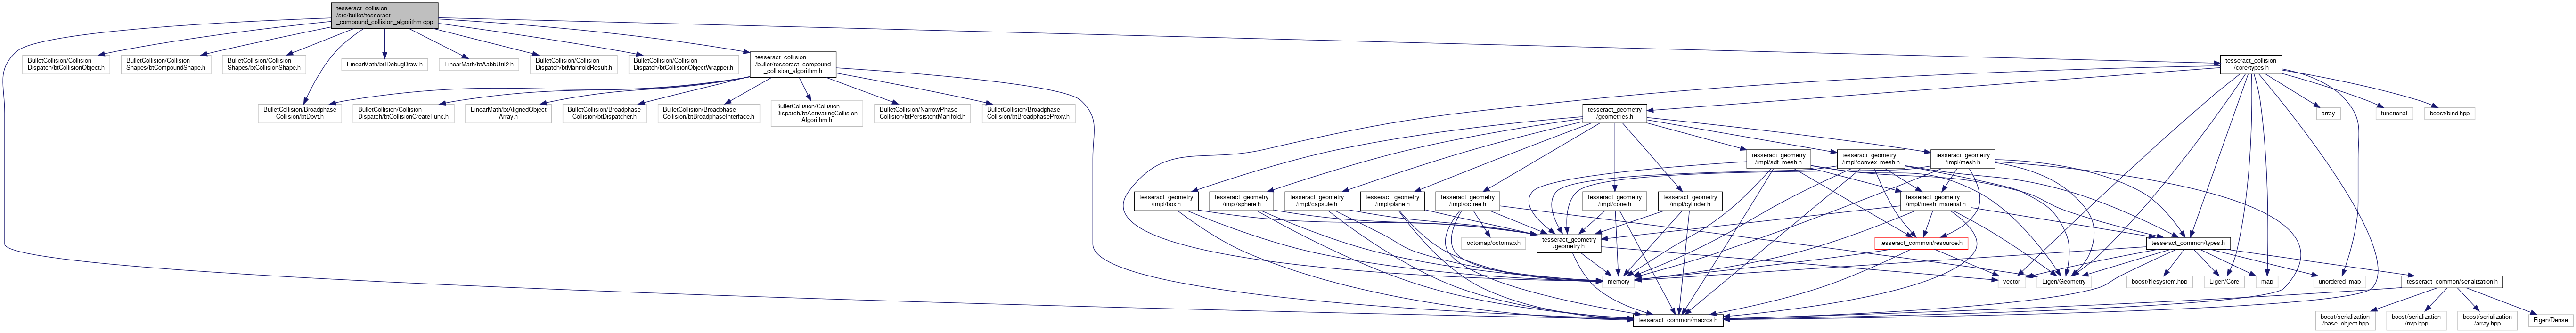 tesseract_collision
/src/bullet/tesseract
_compound_collision_algorithm.cpp
BulletCollision/Collision
Dispatch/btCollisionObject.h
BulletCollision/Collision
Shapes/btCompoundShape.h
BulletCollision/Collision
Shapes/btCollisionShape.h
LinearMath/btIDebugDraw.h
LinearMath/btAabbUtil2.h
BulletCollision/Collision
Dispatch/btManifoldResult.h
BulletCollision/Collision
Dispatch/btCollisionObjectWrapper.h
tesseract_collision
/bullet/tesseract_compound
_collision_algorithm.h
tesseract_collision
/core/types.h
BulletCollision/Broadphase
Collision/btDbvt.h
BulletCollision/Collision
Dispatch/btCollisionCreateFunc.h
LinearMath/btAlignedObject
Array.h
BulletCollision/Broadphase
Collision/btDispatcher.h
BulletCollision/Broadphase
Collision/btBroadphaseInterface.h
BulletCollision/Collision
Dispatch/btActivatingCollision
Algorithm.h
BulletCollision/NarrowPhase
Collision/btPersistentManifold.h
BulletCollision/Broadphase
Collision/btBroadphaseProxy.h
tesseract_geometry
/geometries.h
array
functional
boost/bind.hpp
tesseract_geometry
/impl/sdf_mesh.h
tesseract_geometry
/impl/convex_mesh.h
tesseract_geometry
/impl/mesh.h
tesseract_geometry
/impl/box.h
tesseract_geometry
/impl/sphere.h
tesseract_geometry
/impl/capsule.h
tesseract_geometry
/impl/plane.h
tesseract_geometry
/impl/octree.h
tesseract_geometry
/impl/cone.h
tesseract_geometry
/impl/cylinder.h
tesseract_geometry
/impl/mesh_material.h
octomap/octomap.h
tesseract_geometry
/geometry.h
tesseract_common/resource.h
tesseract_common/types.h
memory
vector
Eigen/Geometry
boost/filesystem.hpp
Eigen/Core
map
unordered_map
tesseract_common/serialization.h
tesseract_common/macros.h
boost/serialization
/base_object.hpp
boost/serialization
/nvp.hpp
boost/serialization
/array.hpp
Eigen/Dense